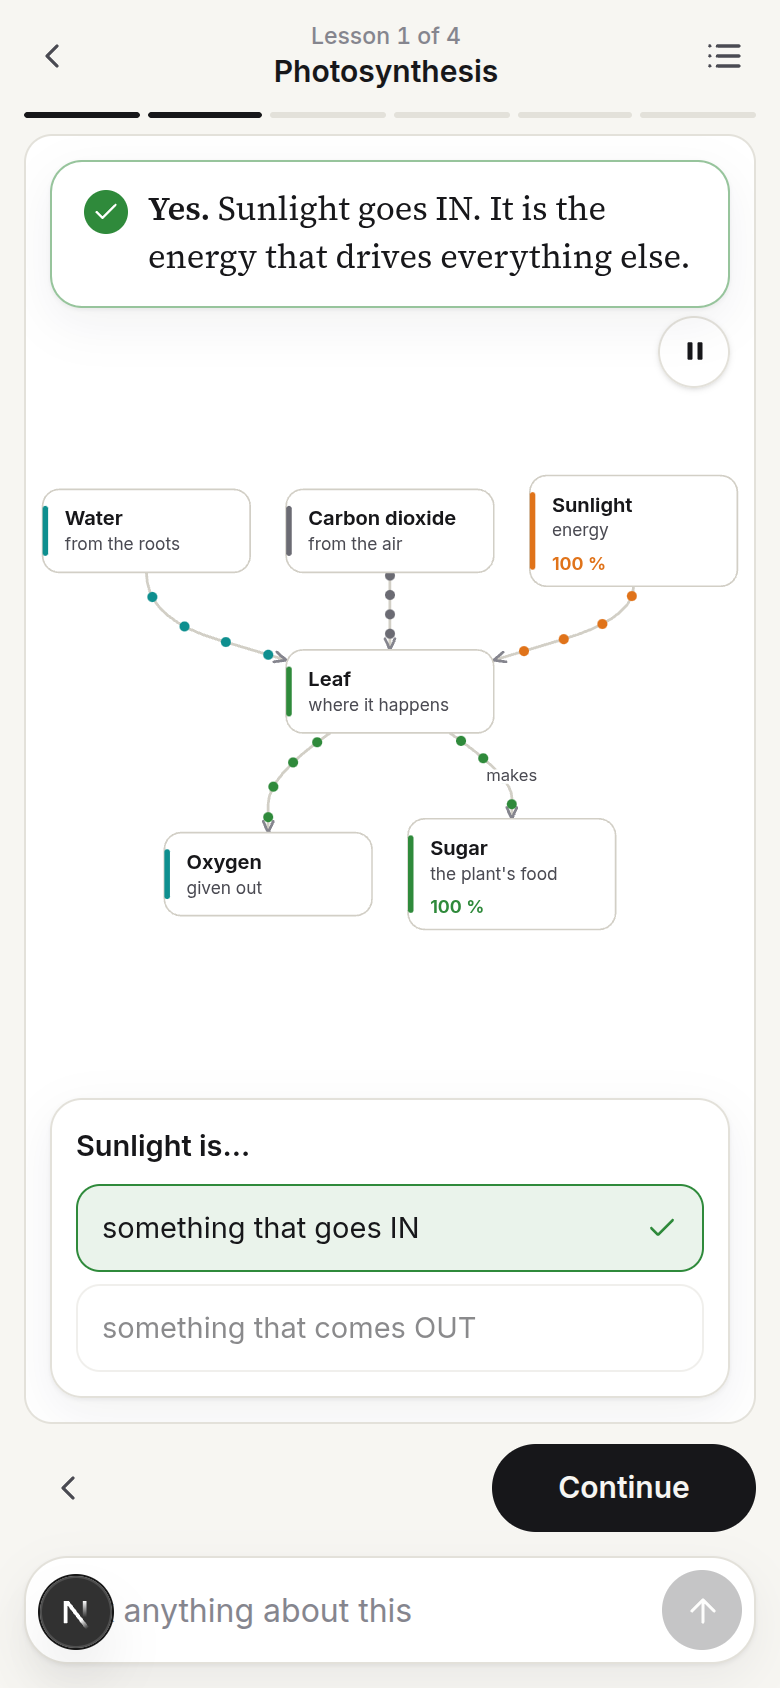 Lesson 1 of 4
Photosynthesis
Yes. Sunlight goes IN. It is the
energy that drives everything else.
Water
from the roots
Carbon dioxide
from the air
Sunlight
energy
100 %
Leaf
where it happens
makes
Oxygen
given out
Sugar
the plant's food
100 %
Sunlight is...
something that goes IN
something that comes OUT
Continue
N
anything about this